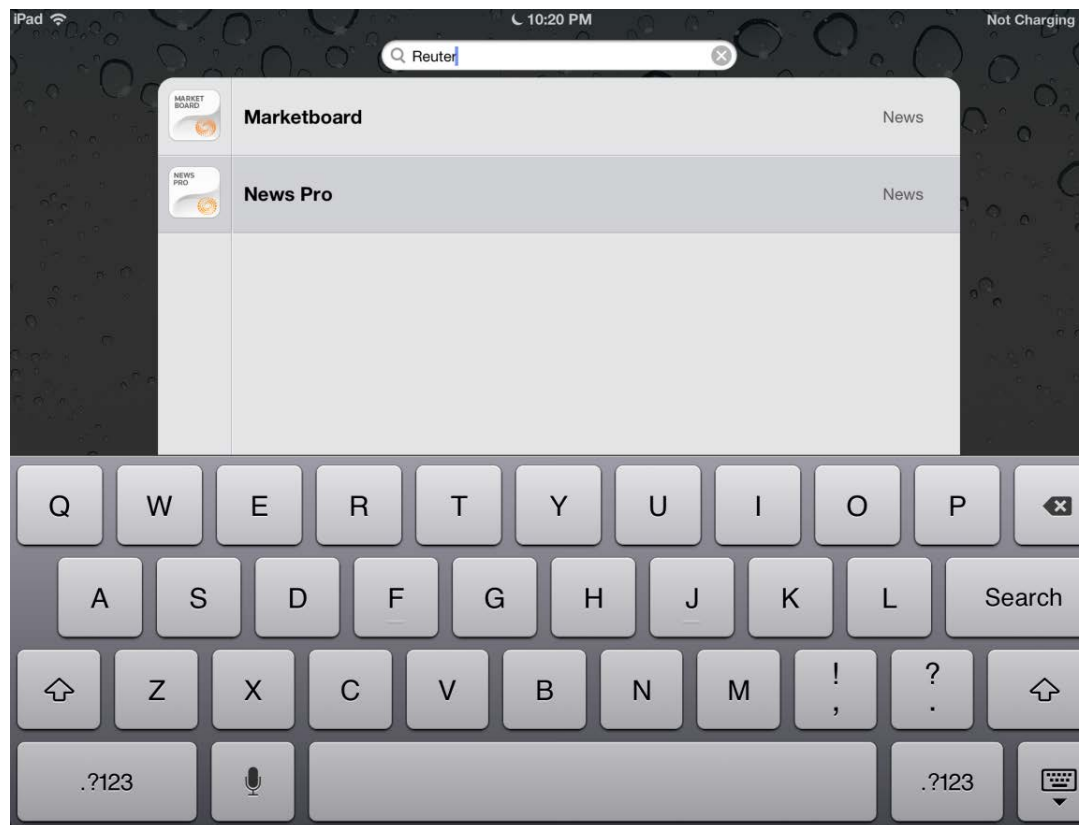 iPad 10:20 PM Not Charging
Reuter
MARKET
BOARD
Marketboard News
NEWS
PRO
News Pro News
Q W E R T Y U I O P
A S D F G H J K L Search
Z X C V B N M ! , ? .
.?123 .?123